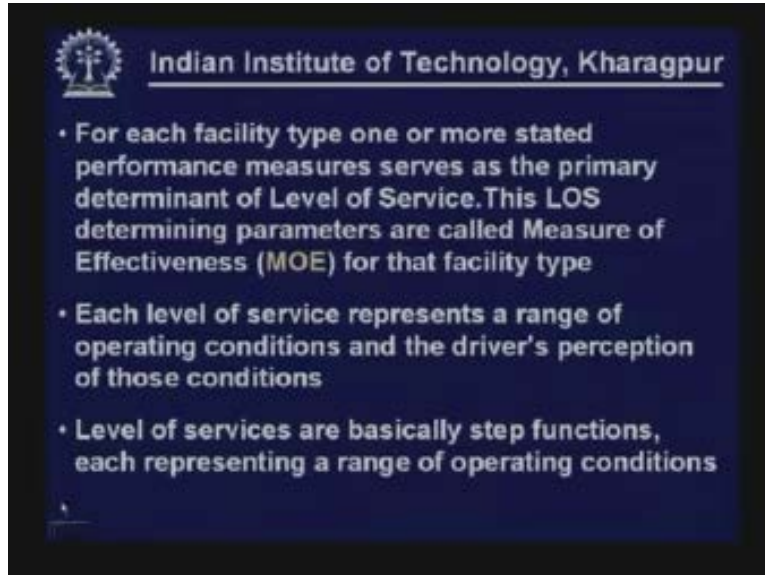 Indian Institute of Technology, Kharagpur
• For each facility type one or more stated
performance measures serves as the primary
determinant of Level of Service.This LOS
determining parameters are called Measure of
Effectiveness (MOE) for that facility type
• Each level of service represents a range of
operating conditions and the driver's perception
of those conditions
• Level of services are basically step functions,
each representing a range of operating conditions